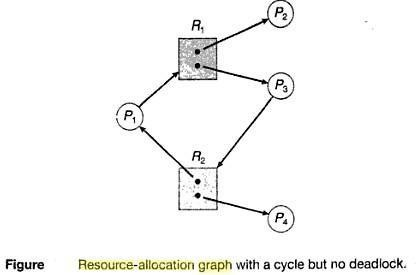 R1
P2
P3
P1
R2
P4
Figure Resource-allocation graph with a cycle but no deadlock.